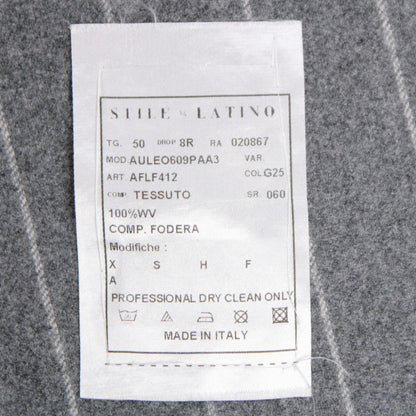 STILE LATINO
TG. 50 DROP 8R RA 020867
MOD. AULEO609PAA3 VAR.
ART. AFLF412 COL G25
COMP. TESSUTO SR. 060
100%WV
COMP. FODERA
Modifiche :
X S H F
A
PROFESSIONAL DRY CLEAN ONLY
MADE IN ITALY